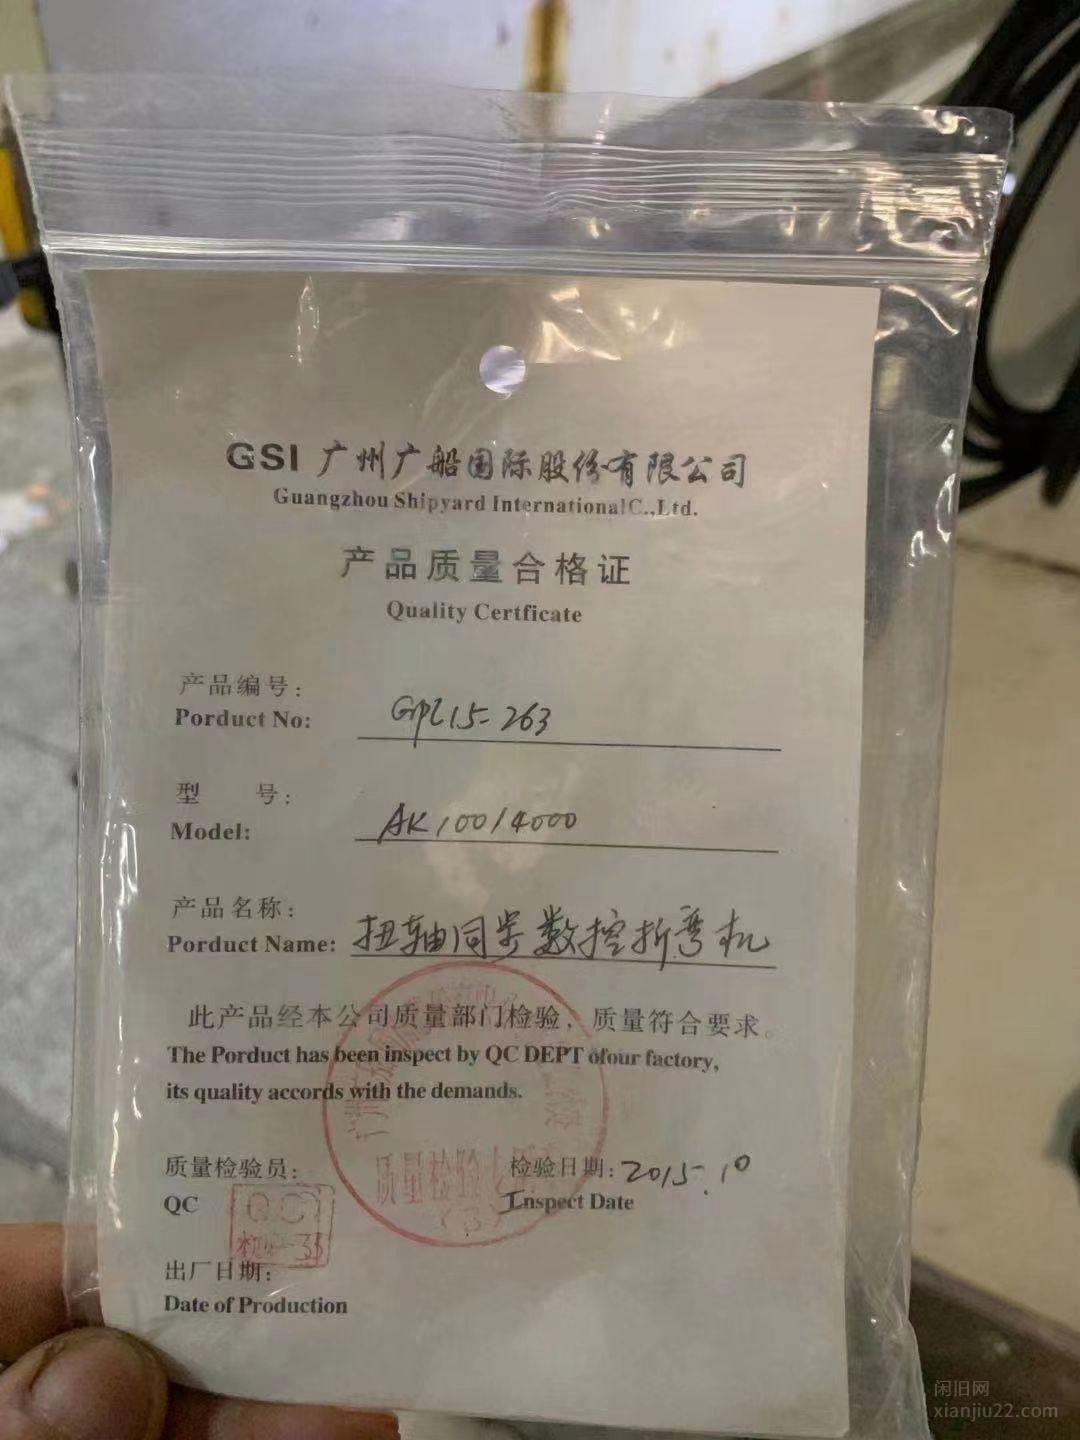 GSI 广州广船国际股份有限公司
Guangzhou Shipyard InternationalC.,Ltd.
产品质量合格证
Quality Certficate
产品编号:
Porduct No: GPL15-263
型 号:
Model: AK100/4000
产品名称:
Porduct Name: 扭轴同步数控折弯机
此产品经本公司质量部门检验，质量符合要求。
The Porduct has been inspect by QC DEPT ofour factory,
its quality accords with the demands.
质量检验员: 检验日期: 2015.10
QC Inspect Date
QC
35
质量检验
(3)
出厂日期:
Date of Production
闲旧网
xianjiu22.com